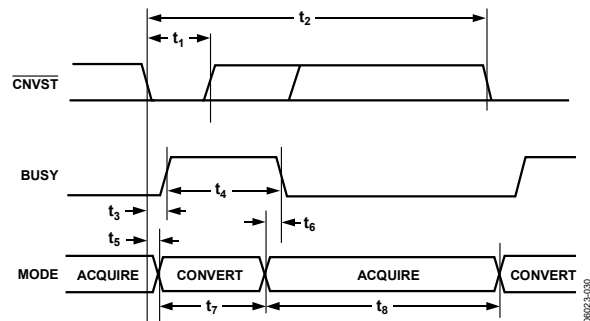 t2
t1
CNVST
BUSY
t4
t3
t6
t5
MODE ACQUIRE CONVERT ACQUIRE CONVERT
t7 t8
06023-030